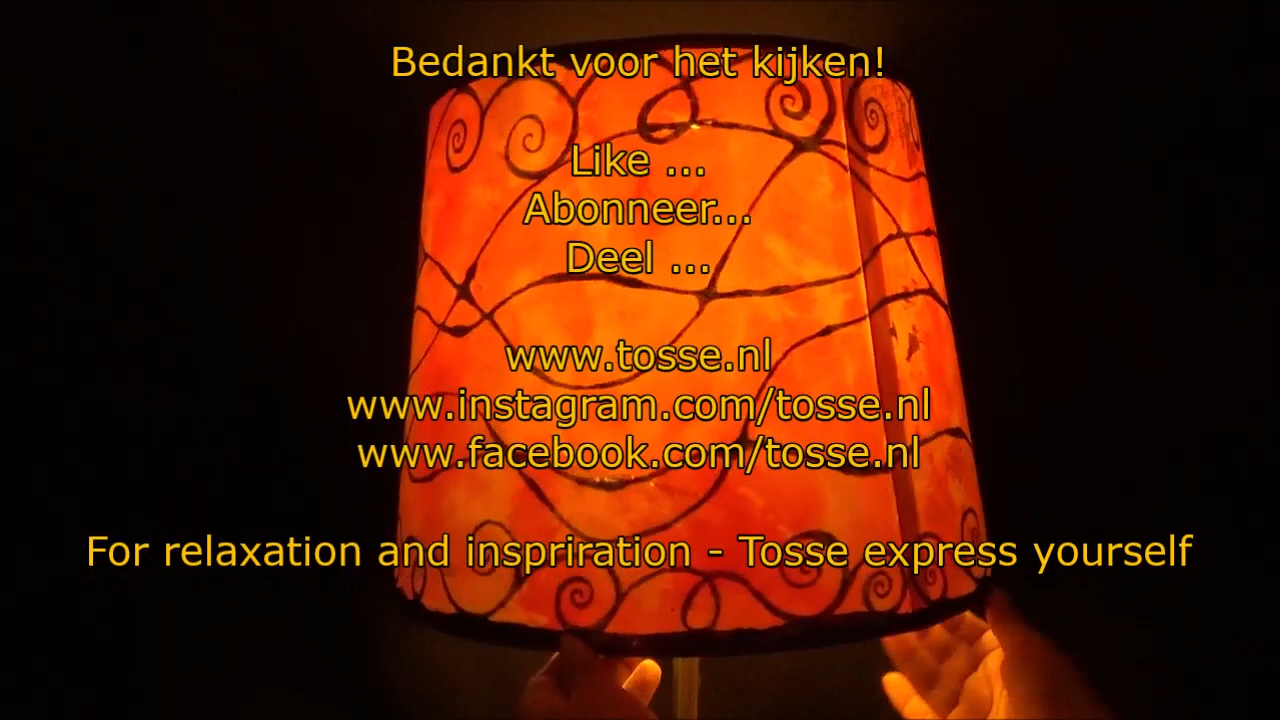 Bedankt voor het kijken!
Like ...
Abonneer...
Deel ...
www.tosse.nl
www.instagram.com/tosse.nl
www.facebook.com/tosse.nl
For relaxation and inspriration - Tosse express yourself